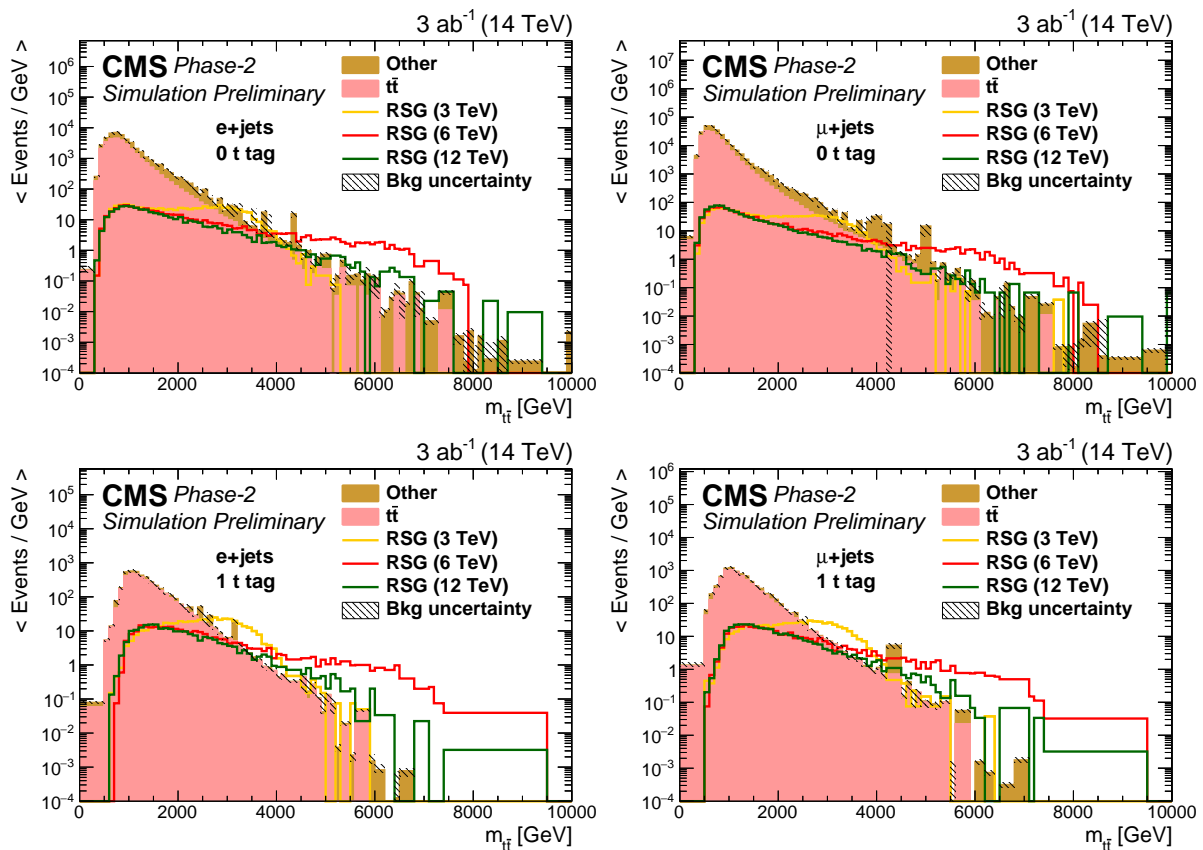 3 ab⁻¹ (14 TeV)
< Events / GeV >
10⁶
10⁵
10⁴
10³
10²
10
1
10⁻¹
10⁻²
10⁻³
10⁻⁴
CMS Phase-2
Simulation Preliminary
e+jets
0 t tag
Other
tt̄
RSG (3 TeV)
RSG (6 TeV)
RSG (12 TeV)
Bkg uncertainty
0 2000 4000 6000 8000 10000
m_tt̄ [GeV]
3 ab⁻¹ (14 TeV)
< Events / GeV >
10⁷
10⁶
10⁵
10⁴
10³
10²
10
1
10⁻¹
10⁻²
10⁻³
10⁻⁴
CMS Phase-2
Simulation Preliminary
μ+jets
0 t tag
Other
tt̄
RSG (3 TeV)
RSG (6 TeV)
RSG (12 TeV)
Bkg uncertainty
0 2000 4000 6000 8000 10000
m_tt̄ [GeV]
3 ab⁻¹ (14 TeV)
< Events / GeV >
10⁵
10⁴
10³
10²
10
1
10⁻¹
10⁻²
10⁻³
10⁻⁴
CMS Phase-2
Simulation Preliminary
e+jets
1 t tag
Other
tt̄
RSG (3 TeV)
RSG (6 TeV)
RSG (12 TeV)
Bkg uncertainty
0 2000 4000 6000 8000 10000
m_tt̄ [GeV]
3 ab⁻¹ (14 TeV)
< Events / GeV >
10⁶
10⁵
10⁴
10³
10²
10
1
10⁻¹
10⁻²
10⁻³
10⁻⁴
CMS Phase-2
Simulation Preliminary
μ+jets
1 t tag
Other
tt̄
RSG (3 TeV)
RSG (6 TeV)
RSG (12 TeV)
Bkg uncertainty
0 2000 4000 6000 8000 10000
m_tt̄ [GeV]